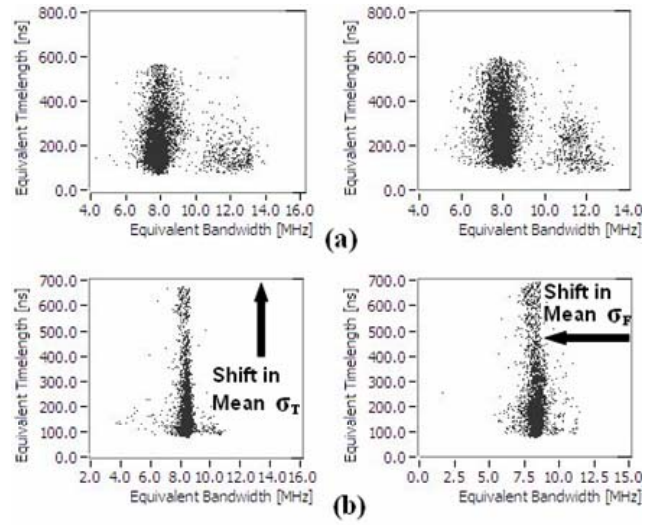 800.0
600.0
400.0
200.0
0.0
Equivalent Timelength [ns]
4.0 6.0 8.0 10.0 12.0 14.0 16.0
Equivalent Bandwidth [MHz]
800.0
600.0
400.0
200.0
0.0
Equivalent Timelength [ns]
4.0 6.0 8.0 10.0 12.0 14.0
Equivalent Bandwidth [MHz]
(a)
700.0
600.0
500.0
400.0
300.0
200.0
100.0
0.0
Equivalent Timelength [ns]
Shift in
Mean σT
2.0 4.0 6.0 8.0 10.0 12.0 14.0 16.0
Equivalent Bandwidth [MHz]
700.0
600.0
500.0
400.0
300.0
200.0
100.0
0.0
Equivalent Timelength [ns]
Shift in
Mean σF
0.0 2.5 5.0 7.5 10.0 12.5 15.0
Equivalent Bandwidth [MHz]
(b)